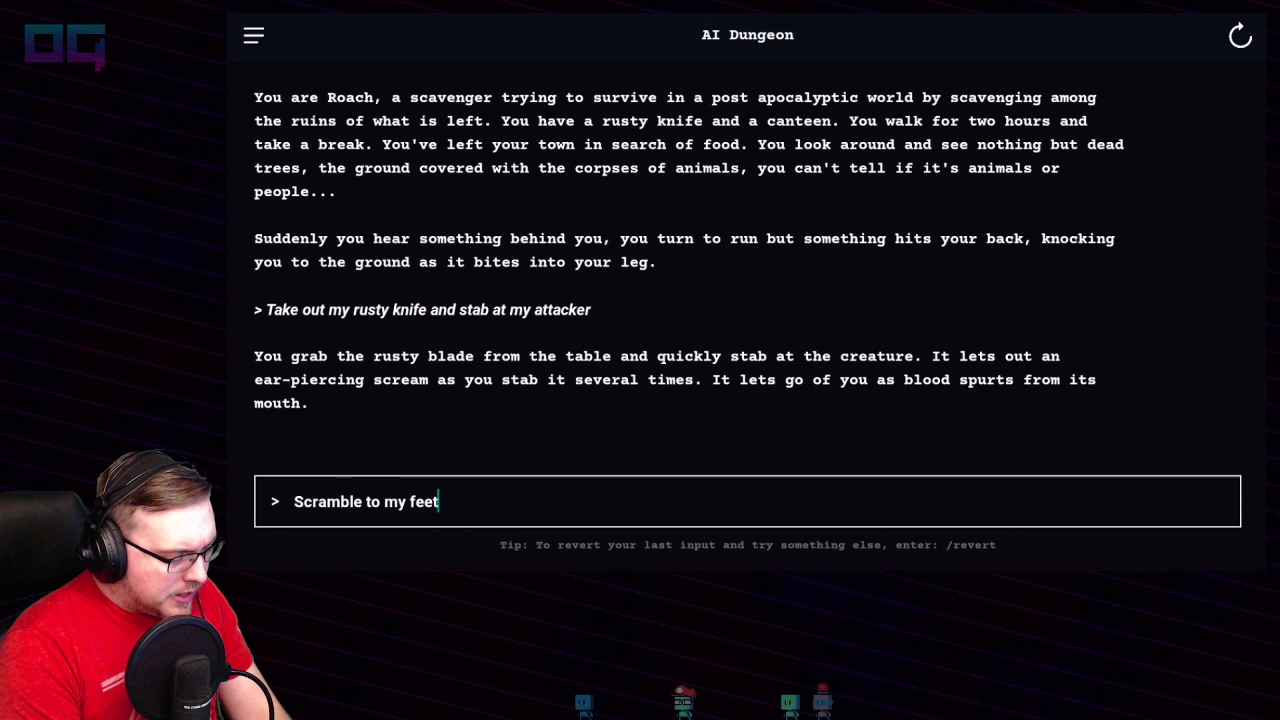 OG
AI Dungeon
You are Roach, a scavenger trying to survive in a post apocalyptic world by scavenging among
the ruins of what is left. You have a rusty knife and a canteen. You walk for two hours and
take a break. You've left your town in search of food. You look around and see nothing but dead
trees, the ground covered with the corpses of animals, you can't tell if it's animals or
people...
Suddenly you hear something behind you, you turn to run but something hits your back, knocking
you to the ground as it bites into your leg.
> Take out my rusty knife and stab at my attacker
You grab the rusty blade from the table and quickly stab at the creature. It lets out an
ear-piercing scream as you stab it several times. It lets go of you as blood spurts from its
mouth.
> Scramble to my feet
Tip: To revert your last input and try something else, enter: /revert